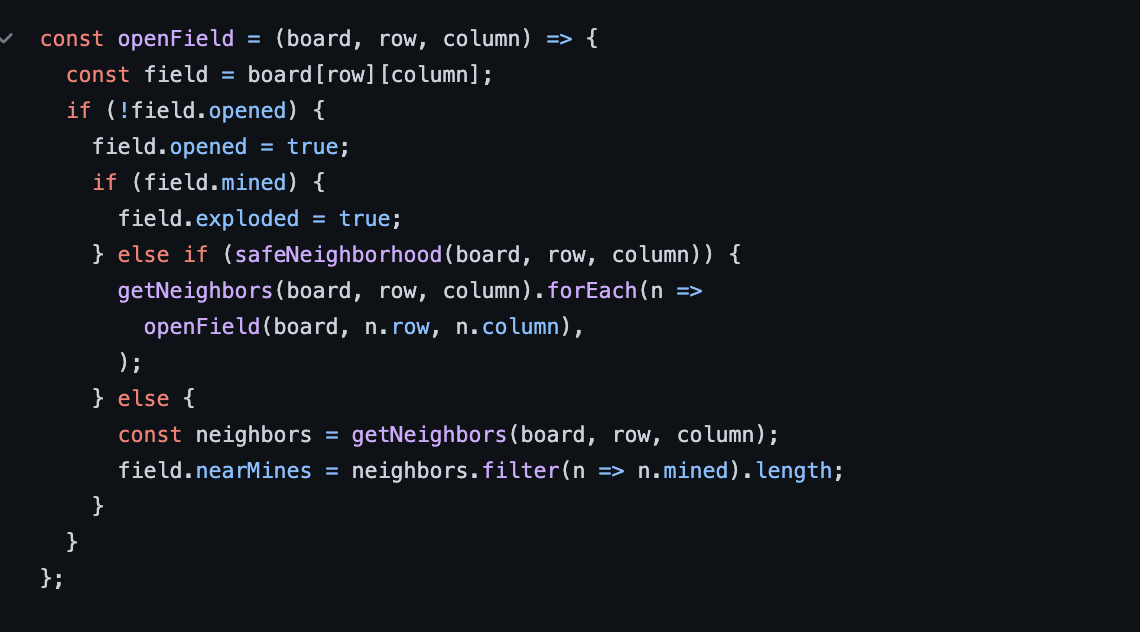 const openField = (board, row, column) => {
  const field = board[row][column];
  if (!field.opened) {
    field.opened = true;
    if (field.mined) {
      field.exploded = true;
    } else if (safeNeighborhood(board, row, column)) {
      getNeighbors(board, row, column).forEach(n =>
        openField(board, n.row, n.column),
      );
    } else {
      const neighbors = getNeighbors(board, row, column);
      field.nearMines = neighbors.filter(n => n.mined).length;
    }
  }
};